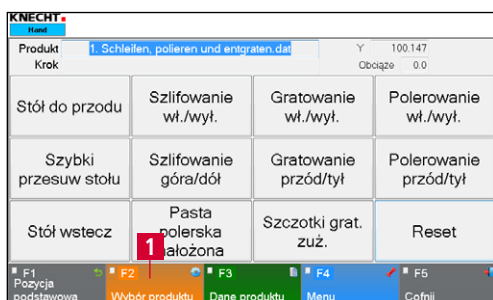 KNECHT
Hand
Produkt 1. Schleifen, polieren und entgraten.dat Y 100.147
Krok Obciąże 0.0
Stół do przodu
Szlifowanie
wł./wył.
Gratowanie
wł./wył.
Polerowanie
wł./wył.
Szybki
przesuw stołu
Szlifowanie
góra/dół
Gratowanie
przód/tył
Polerowanie
przód/tył
Stół wstecz
Pasta
polerska
nałożona
Szczotki grat.
zuż.
Reset
1
F1
Pozycja
podstawowa
F2
Wybór produktu
F3
Dane produktu
F4
Menu
F5
Cofnij